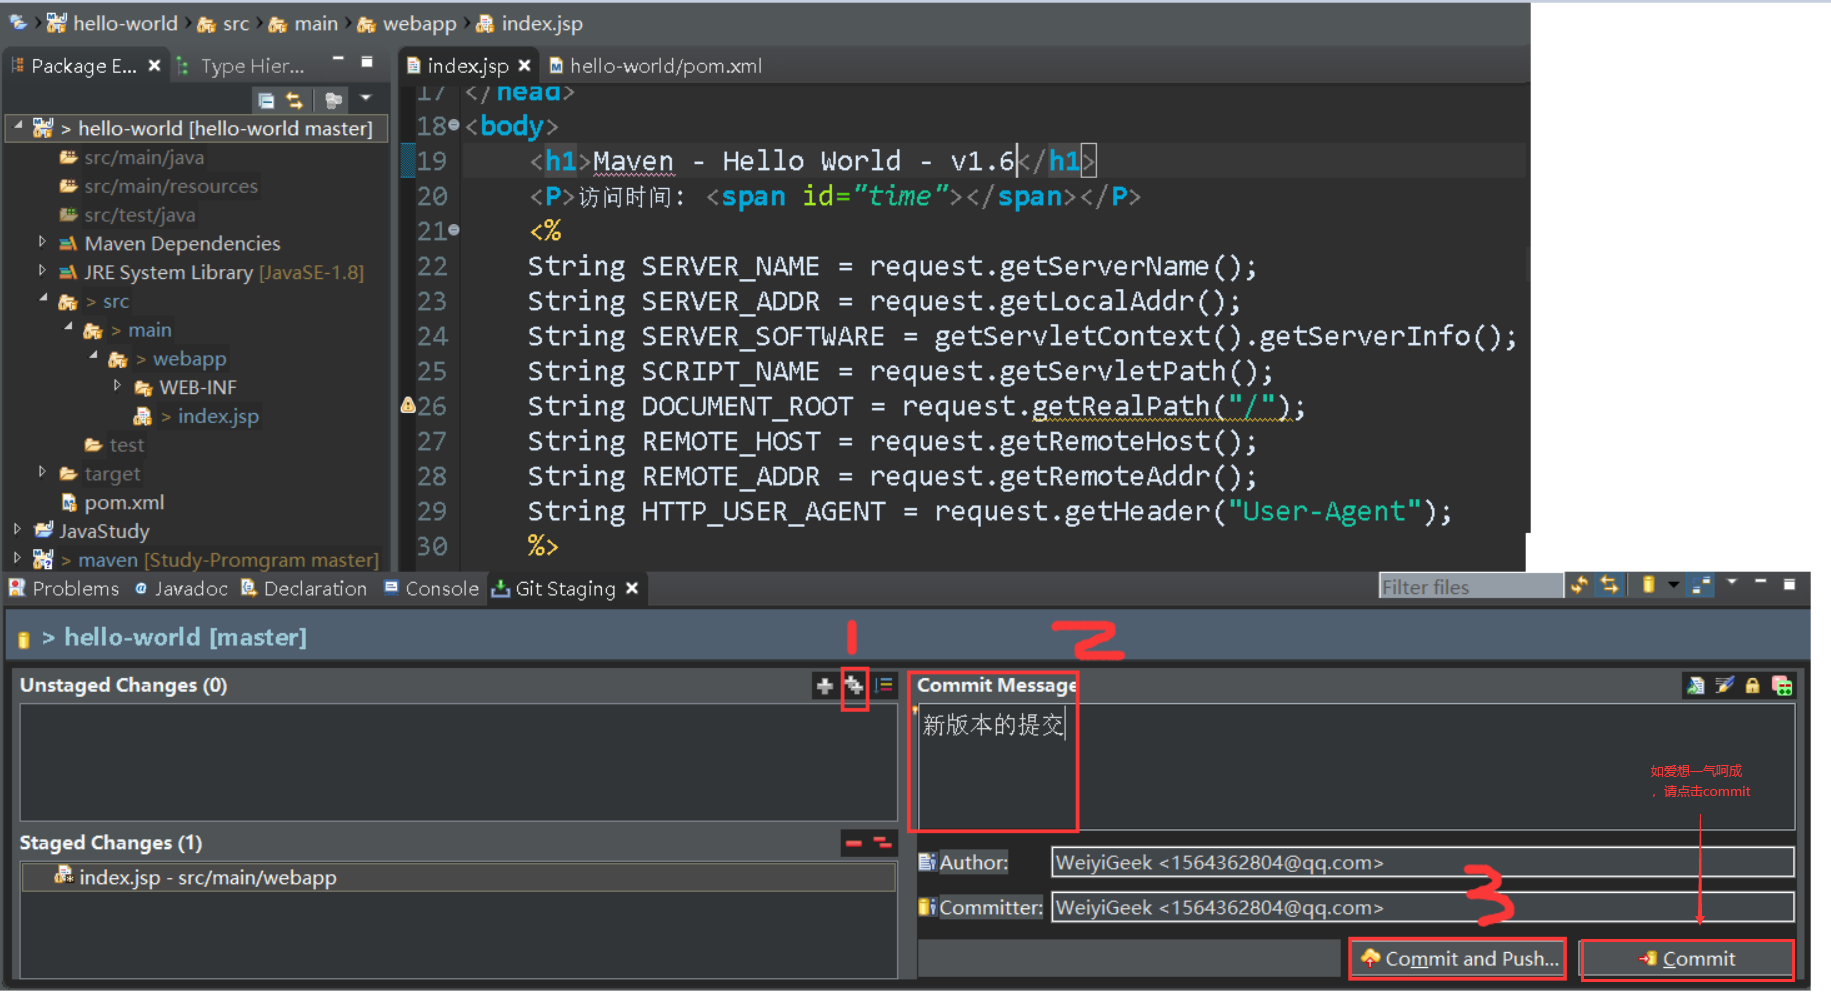 hello-world src main webapp index.jsp
Package E... Type Hier...
index.jsp hello-world/pom.xml
> hello-world [hello-world master]
src/main/java
src/main/resources
src/test/java
Maven Dependencies
JRE System Library [JavaSE-1.8]
> src
> main
> webapp
WEB-INF
> index.jsp
test
target
pom.xml
JavaStudy
> maven [Study-Promgram master]
17 </head>
18 <body>
19 <h1>Maven - Hello World - v1.6</h1>
20 <P>访问时间: <span id="time"></span></P>
21 <%
22 String SERVER_NAME = request.getServerName();
23 String SERVER_ADDR = request.getLocalAddr();
24 String SERVER_SOFTWARE = getServletContext().getServerInfo();
25 String SCRIPT_NAME = request.getServletPath();
26 String DOCUMENT_ROOT = request.getRealPath("/");
27 String REMOTE_HOST = request.getRemoteHost();
28 String REMOTE_ADDR = request.getRemoteAddr();
29 String HTTP_USER_AGENT = request.getHeader("User-Agent");
30 %>
Problems Javadoc Declaration Console Git Staging
Filter files
> hello-world [master]
1
2
Unstaged Changes (0)
Commit Message
新版本的提交
如爱想一气呵成
，请点击commit
Staged Changes (1)
index.jsp - src/main/webapp
Author: WeiyiGeek <1564362804@qq.com>
3
Committer: WeiyiGeek <1564362804@qq.com>
Commit and Push... Commit